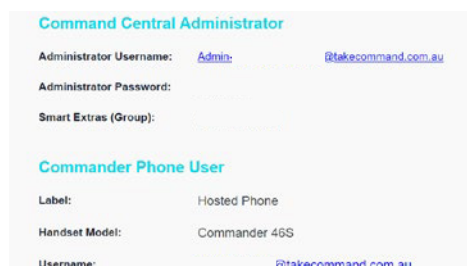 Command Central Administrator
Administrator Username: Admin- @takecommand.com.au
Administrator Password:
Smart Extras (Group):
Commander Phone User
Label: Hosted Phone
Handset Model: Commander 46S
Username: @takecommand.com.au